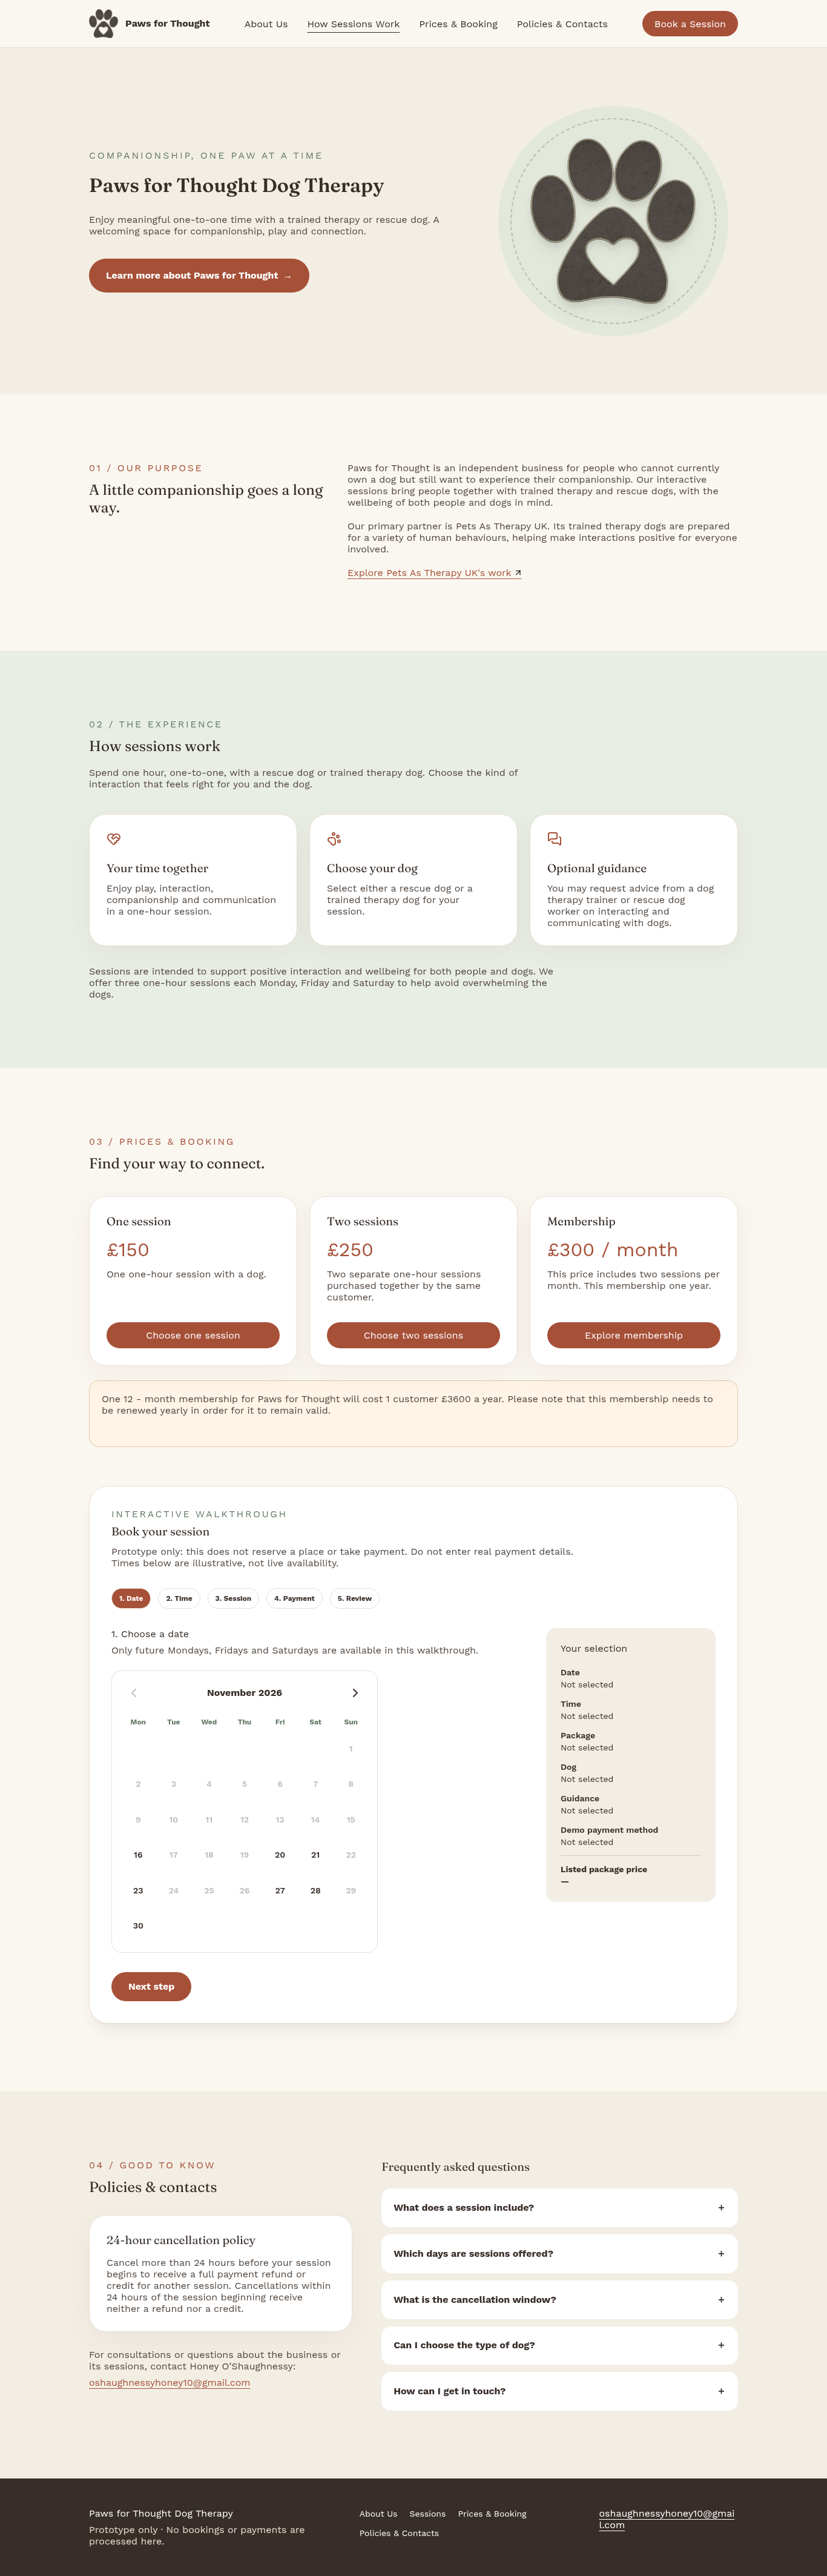 Paws for Thought
About Us
How Sessions Work
Prices & Booking
Policies & Contacts
Book a Session
COMPANIONSHIP, ONE PAW AT A TIME
Paws for Thought Dog Therapy
Enjoy meaningful one-to-one time with a trained therapy or rescue dog. A
welcoming space for companionship, play and connection.
Learn more about Paws for Thought →
01 / OUR PURPOSE
A little companionship goes a long
way.
Paws for Thought is an independent business for people who cannot currently
own a dog but still want to experience their companionship. Our interactive
sessions bring people together with trained therapy and rescue dogs, with the
wellbeing of both people and dogs in mind.
Our primary partner is Pets As Therapy UK. Its trained therapy dogs are prepared
for a variety of human behaviours, helping make interactions positive for everyone
involved.
Explore Pets As Therapy UK's work ↗
02 / THE EXPERIENCE
How sessions work
Spend one hour, one-to-one, with a rescue dog or trained therapy dog. Choose the kind of
interaction that feels right for you and the dog.
Your time together
Enjoy play, interaction,
companionship and communication
in a one-hour session.
Choose your dog
Select either a rescue dog or a
trained therapy dog for your
session.
Optional guidance
You may request advice from a dog
therapy trainer or rescue dog
worker on interacting and
communicating with dogs.
Sessions are intended to support positive interaction and wellbeing for both people and dogs. We
offer three one-hour sessions each Monday, Friday and Saturday to help avoid overwhelming the
dogs.
03 / PRICES & BOOKING
Find your way to connect.
One session
£150
One one-hour session with a dog.
Choose one session
Two sessions
£250
Two separate one-hour sessions
purchased together by the same
customer.
Choose two sessions
Membership
£300 / month
This price includes two sessions per
month. This membership one year.
Explore membership
One 12 - month membership for Paws for Thought will cost 1 customer £3600 a year. Please note that this membership needs to
be renewed yearly in order for it to remain valid.
INTERACTIVE WALKTHROUGH
Book your session
Prototype only: this does not reserve a place or take payment. Do not enter real payment details.
Times below are illustrative, not live availability.
1. Date
2. Time
3. Session
4. Payment
5. Review
1. Choose a date
Only future Mondays, Fridays and Saturdays are available in this walkthrough.
November 2026
Mon Tue Wed Thu Fri Sat Sun
1
2 3 4 5 6 7 8
9 10 11 12 13 14 15
16 17 18 19 20 21 22
23 24 25 26 27 28 29
30
Next step
Your selection
Date
Not selected
Time
Not selected
Package
Not selected
Dog
Not selected
Guidance
Not selected
Demo payment method
Not selected
Listed package price
—
04 / GOOD TO KNOW
Policies & contacts
24-hour cancellation policy
Cancel more than 24 hours before your session
begins to receive a full payment refund or
credit for another session. Cancellations within
24 hours of the session beginning receive
neither a refund nor a credit.
For consultations or questions about the business or
its sessions, contact Honey O'Shaughnessy:
oshaughnessyhoney10@gmail.com
Frequently asked questions
What does a session include? +
Which days are sessions offered? +
What is the cancellation window? +
Can I choose the type of dog? +
How can I get in touch? +
Paws for Thought Dog Therapy
Prototype only · No bookings or payments are
processed here.
About Us
Sessions
Prices & Booking
Policies & Contacts
oshaughnessyhoney10@gmai
l.com